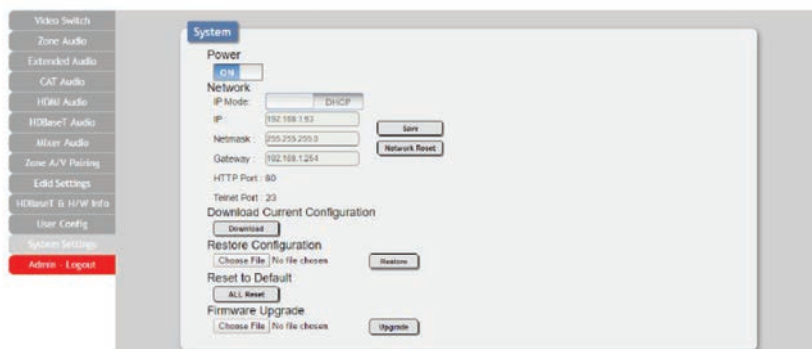 Video Switch
Zone Audio
Extended Audio
CAT Audio
HDMI Audio
HDBaseT Audio
Mixer Audio
Zone A/V Pairing
Edid Settings
HDBaseT & H/W Info
User Config
System Settings
Admin - Logout
System
Power
ON
Network
IP Mode: DHCP
IP : 192.168.1.93
Netmask : 255.255.255.0
Save
Gateway : 192.168.1.254
Network Reset
HTTP Port : 80
Telnet Port : 23
Download Current Configuration
Download
Restore Configuration
Choose File No file chosen Restore
Reset to Default
ALL Reset
Firmware Upgrade
Choose File No file chosen Upgrade